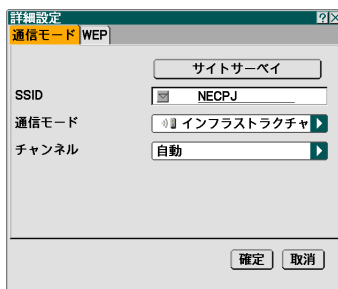 詳細設定
通信モード WEP
サイトサーベイ
SSID NECPJ
通信モード インフラストラクチャ
チャンネル 自動
確定 取消